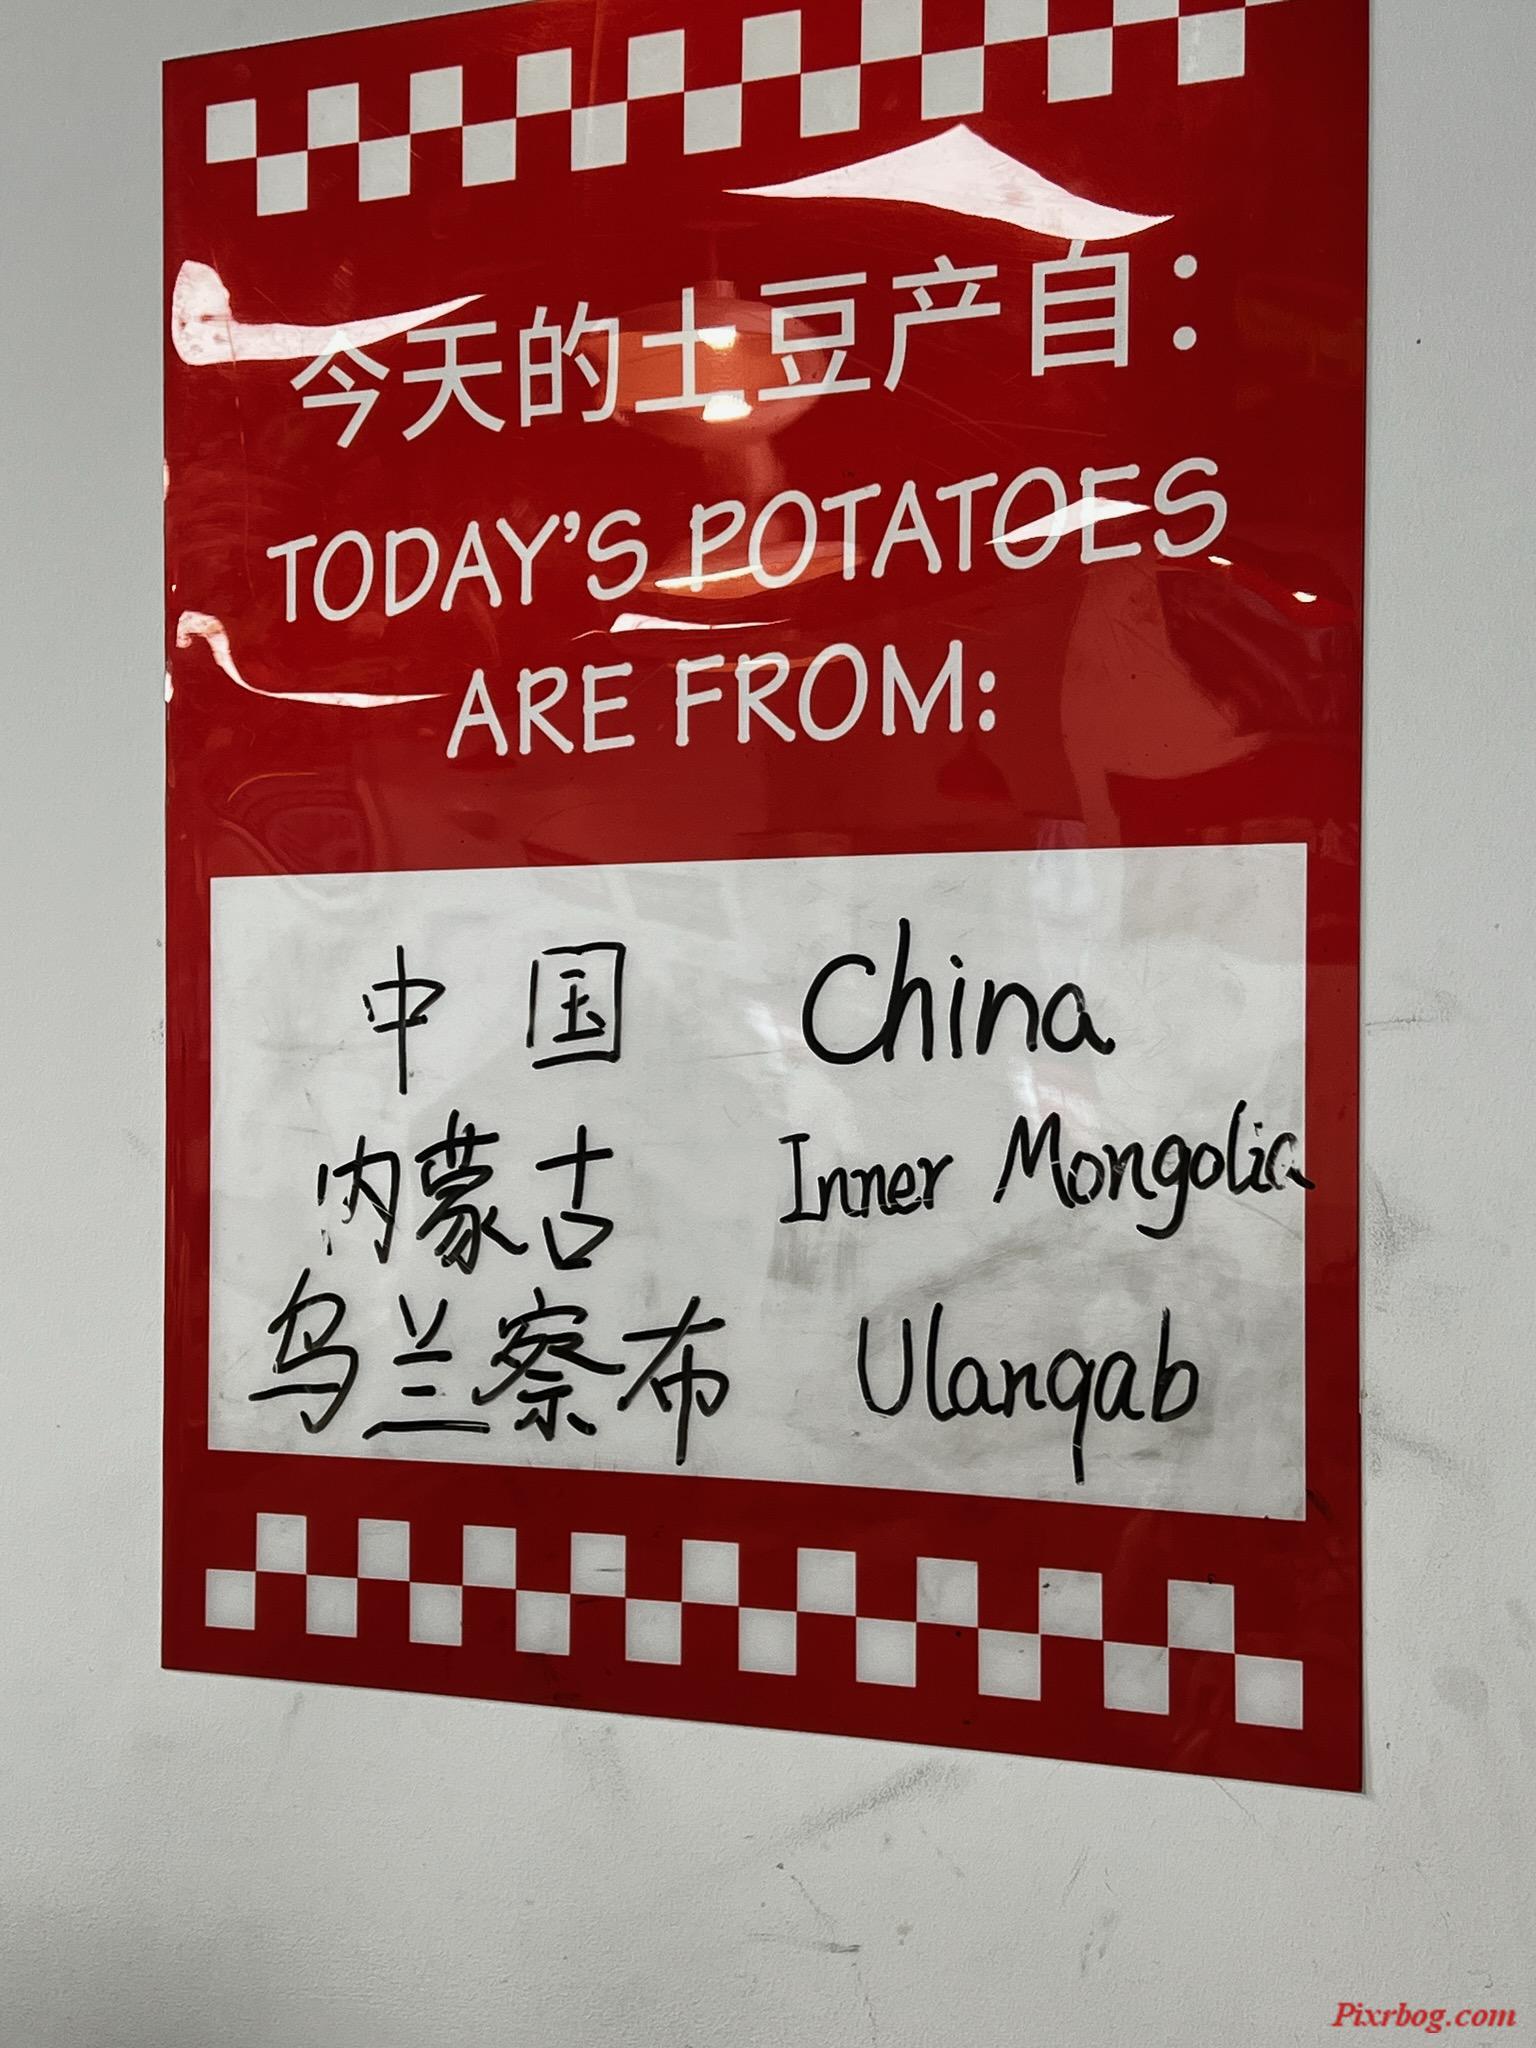 今天的土豆产自:
TODAY'S POTATOES
ARE FROM:
中国 China
内蒙古 Inner Mongolia
乌兰察布 Ulanqab
Pixrbog.com